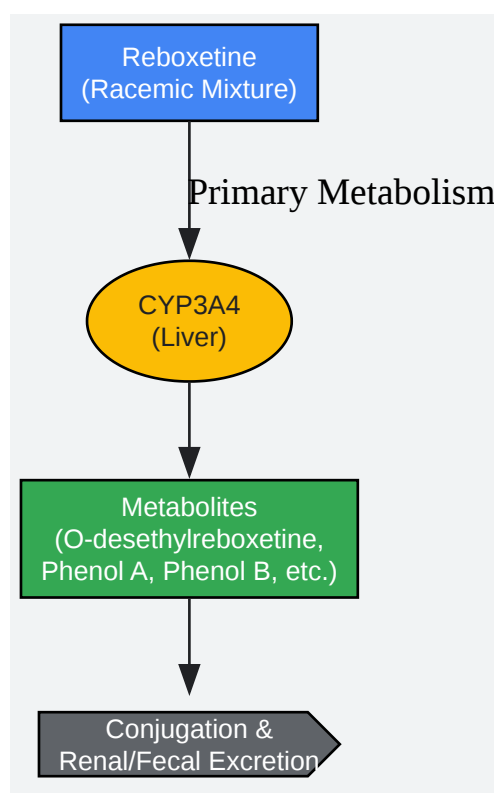 Reboxetine
(Racemic Mixture)
Primary Metabolism
CYP3A4
(Liver)
Metabolites
(O-desethylreboxetine,
Phenol A, Phenol B, etc.)
Conjugation &
Renal/Fecal Excretion